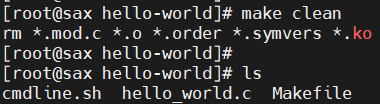 [root@sax hello-world]# make clean
rm *.mod.c *.o *.order *.symvers *.ko
[root@sax hello-world]#
[root@sax hello-world]# ls
cmdline.sh  hello_world.c  Makefile